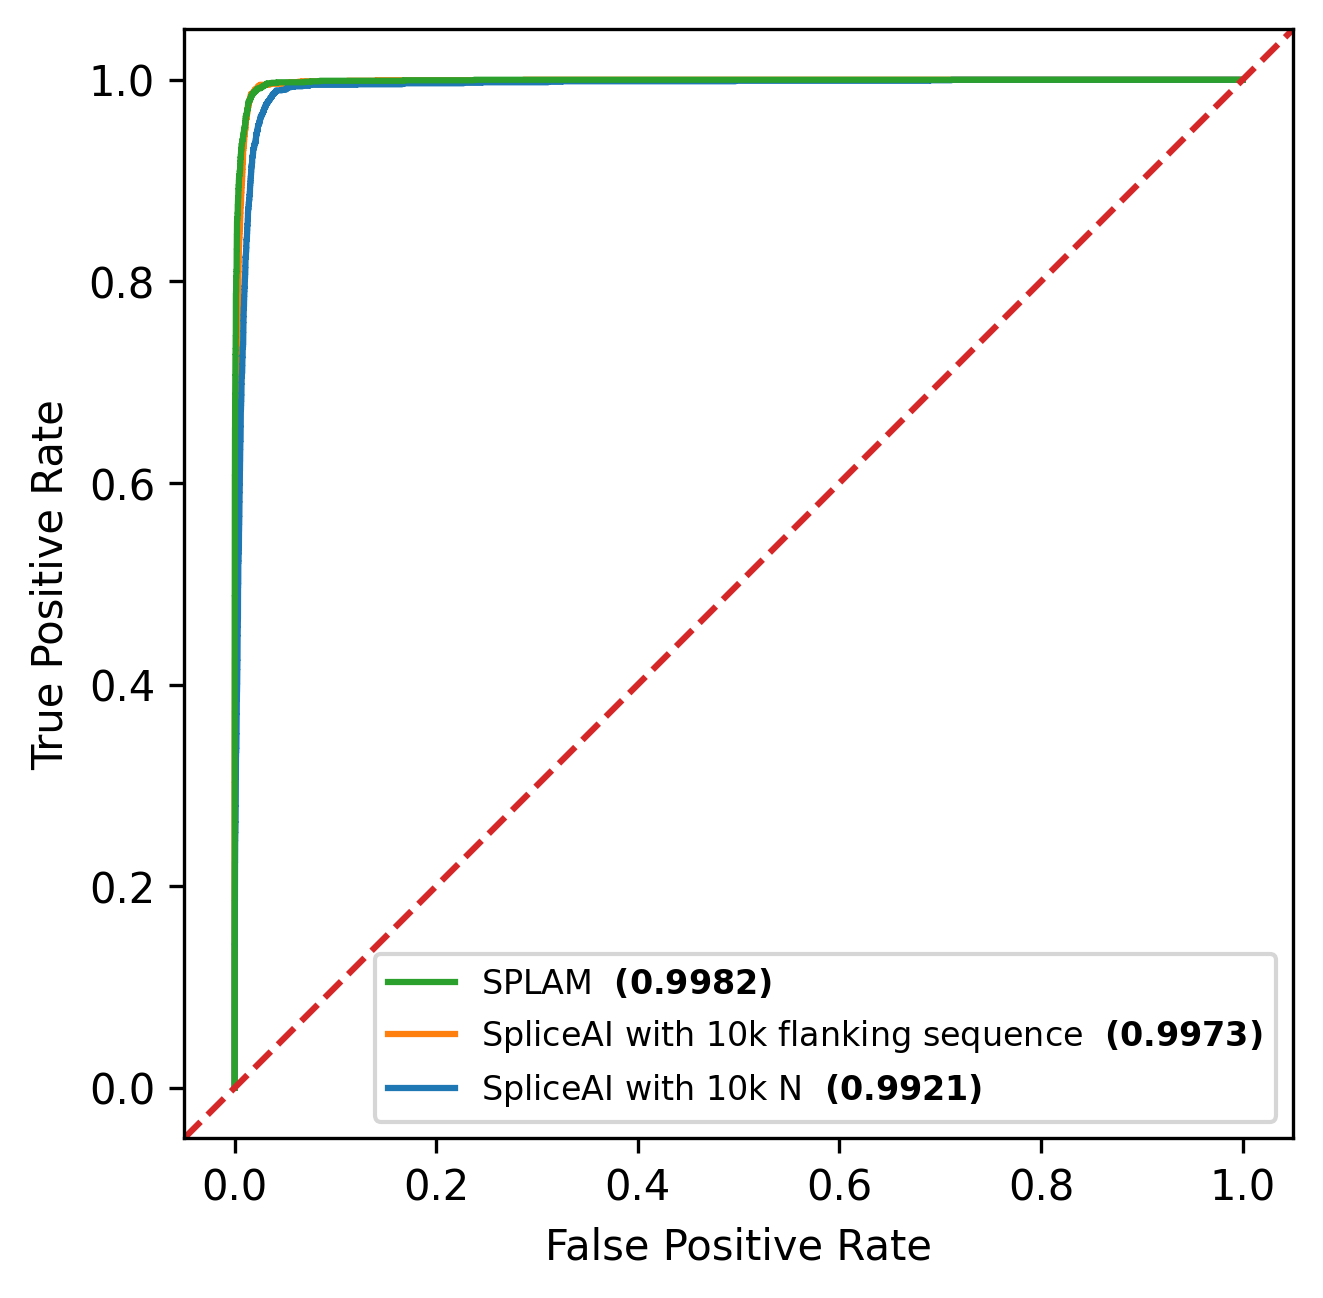 1.0
0.8
0.6
0.4
0.2
0.0
True Positive Rate
SPLAM (0.9982)
SpliceAI with 10k flanking sequence (0.9973)
SpliceAI with 10k N (0.9921)
0.0 0.2 0.4 0.6 0.8 1.0
False Positive Rate